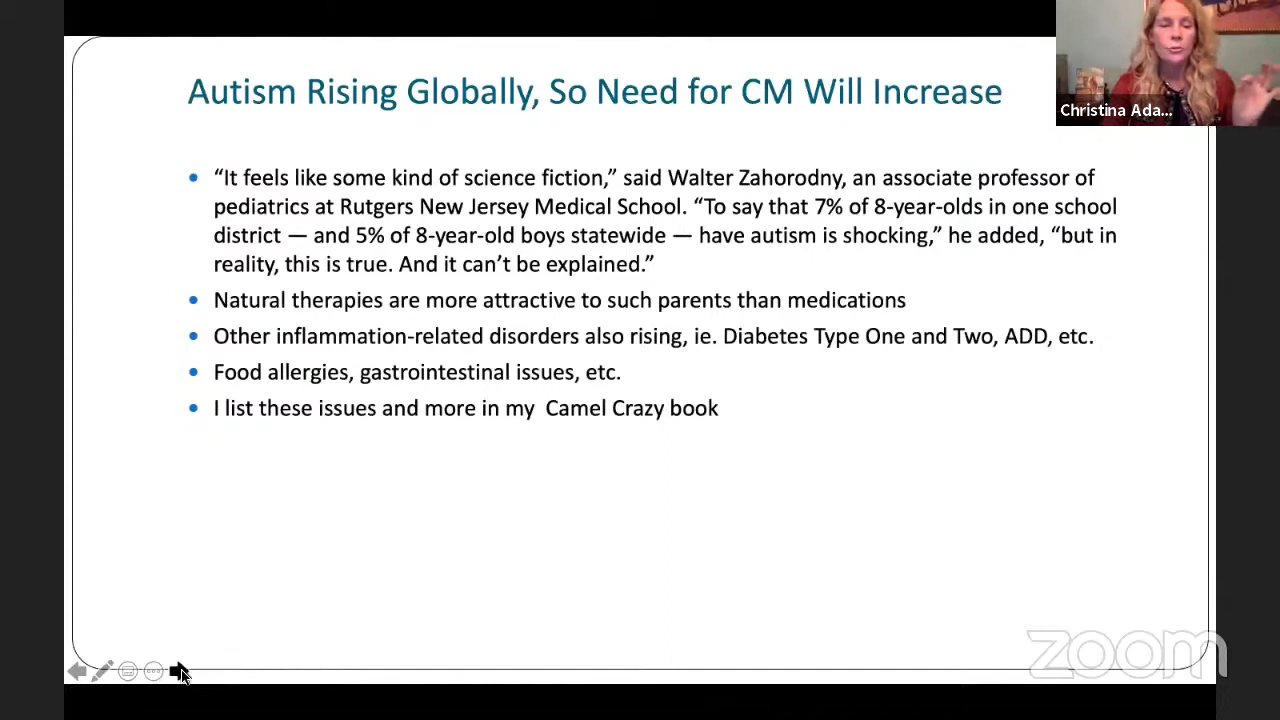 Autism Rising Globally, So Need for CM Will Increase
Christina Ada...
• “It feels like some kind of science fiction,” said Walter Zahorodny, an associate professor of
pediatrics at Rutgers New Jersey Medical School. “To say that 7% of 8-year-olds in one school
district — and 5% of 8-year-old boys statewide — have autism is shocking,” he added, “but in
reality, this is true. And it can’t be explained.”
• Natural therapies are more attractive to such parents than medications
• Other inflammation-related disorders also rising, ie. Diabetes Type One and Two, ADD, etc.
• Food allergies, gastrointestinal issues, etc.
• I list these issues and more in my  Camel Crazy book
zoom